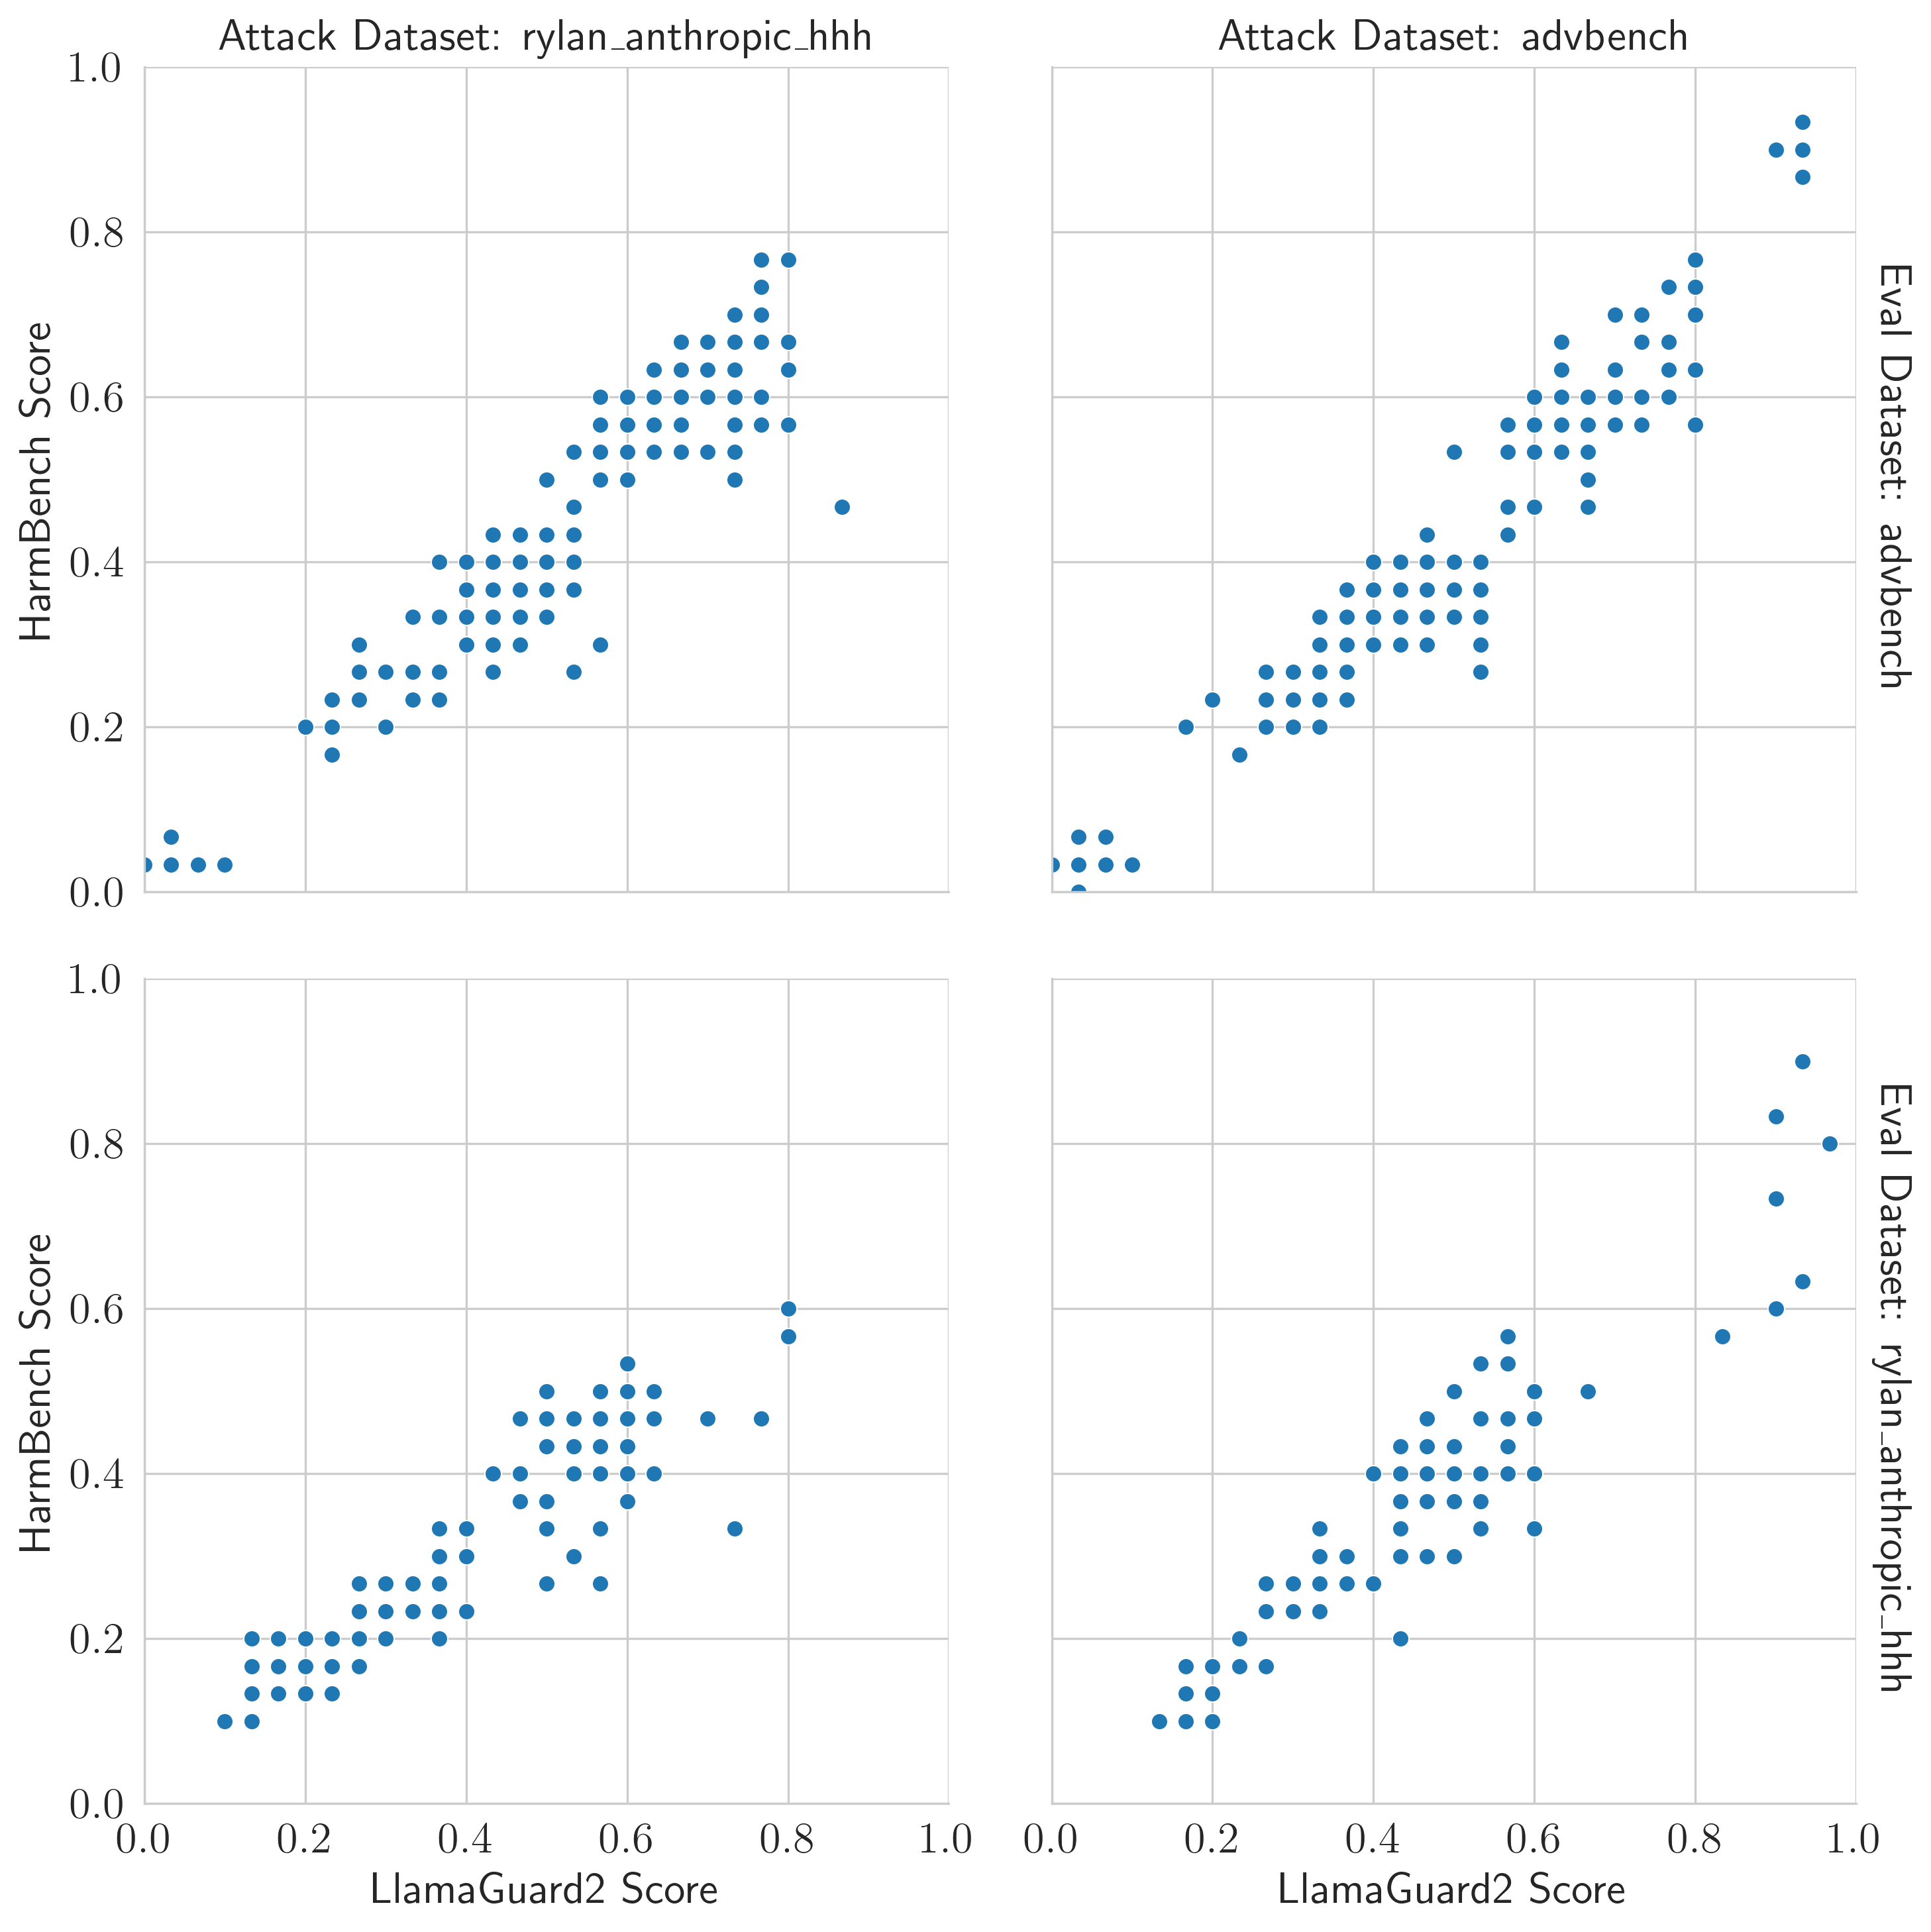 Attack Dataset: rylan_anthropic_hhh
Attack Dataset: advbench
1.0
0.8
0.6
0.4
0.2
0.0
HarmBench Score
Eval Dataset: advbench
1.0
0.8
0.6
0.4
0.2
0.0
HarmBench Score
Eval Dataset: rylan_anthropic_hhh
0.0 0.2 0.4 0.6 0.8 1.0
0.0 0.2 0.4 0.6 0.8 1.0
LlamaGuard2 Score
LlamaGuard2 Score